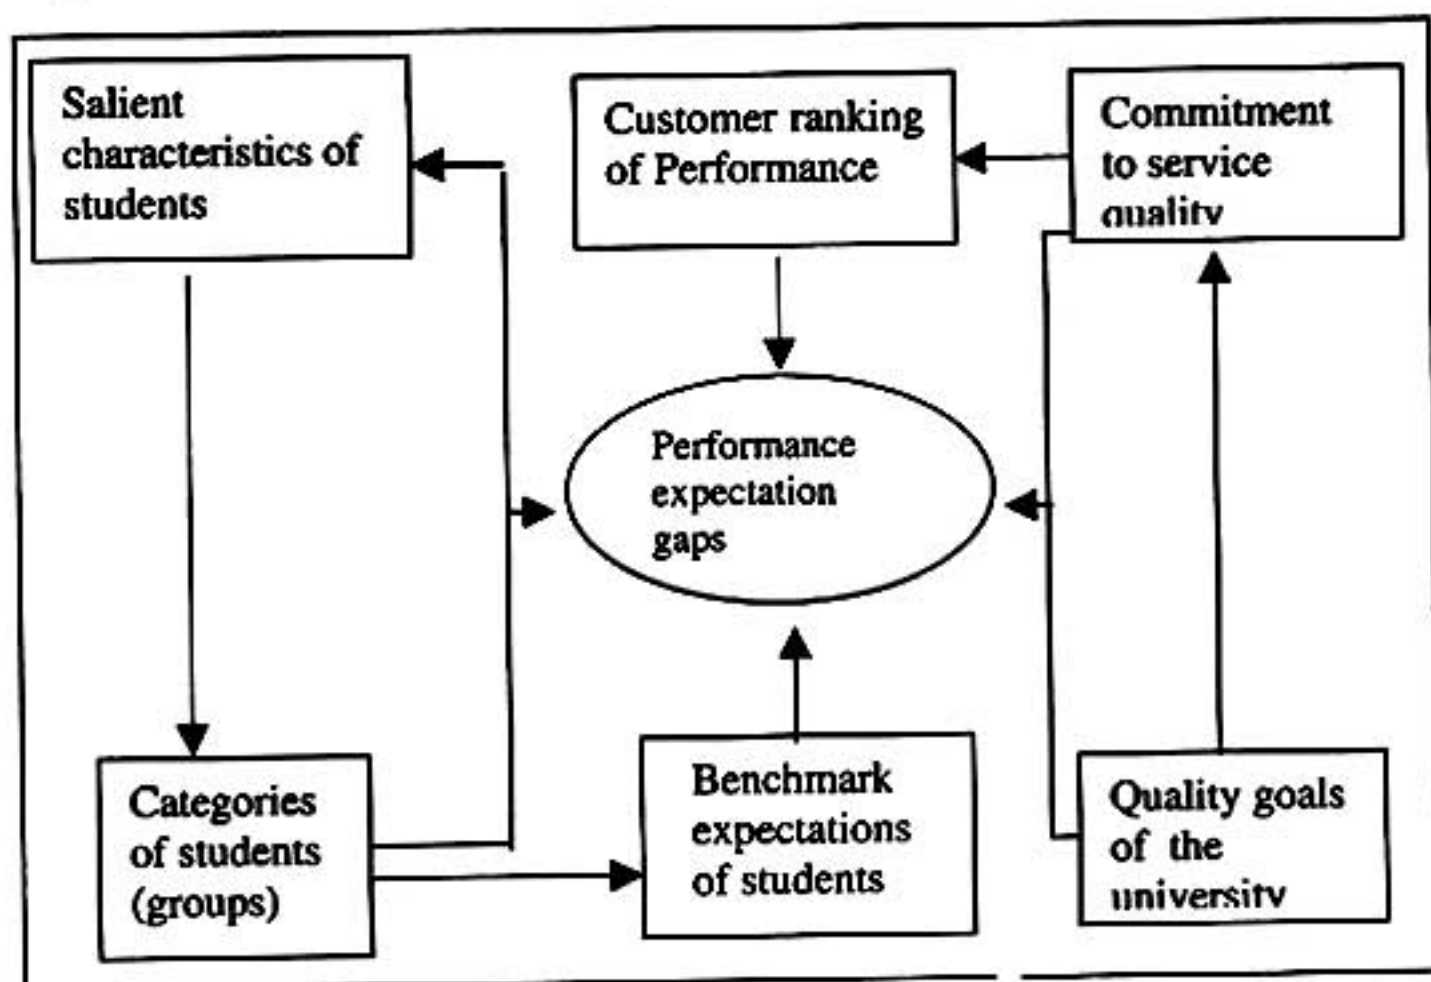 Salient
characteristics of
students
Customer ranking
of Performance
Commitment
to service
quality
Performance
expectation
gaps
Categories
of students
(groups)
Benchmark
expectations
of students
Quality goals
of the
university